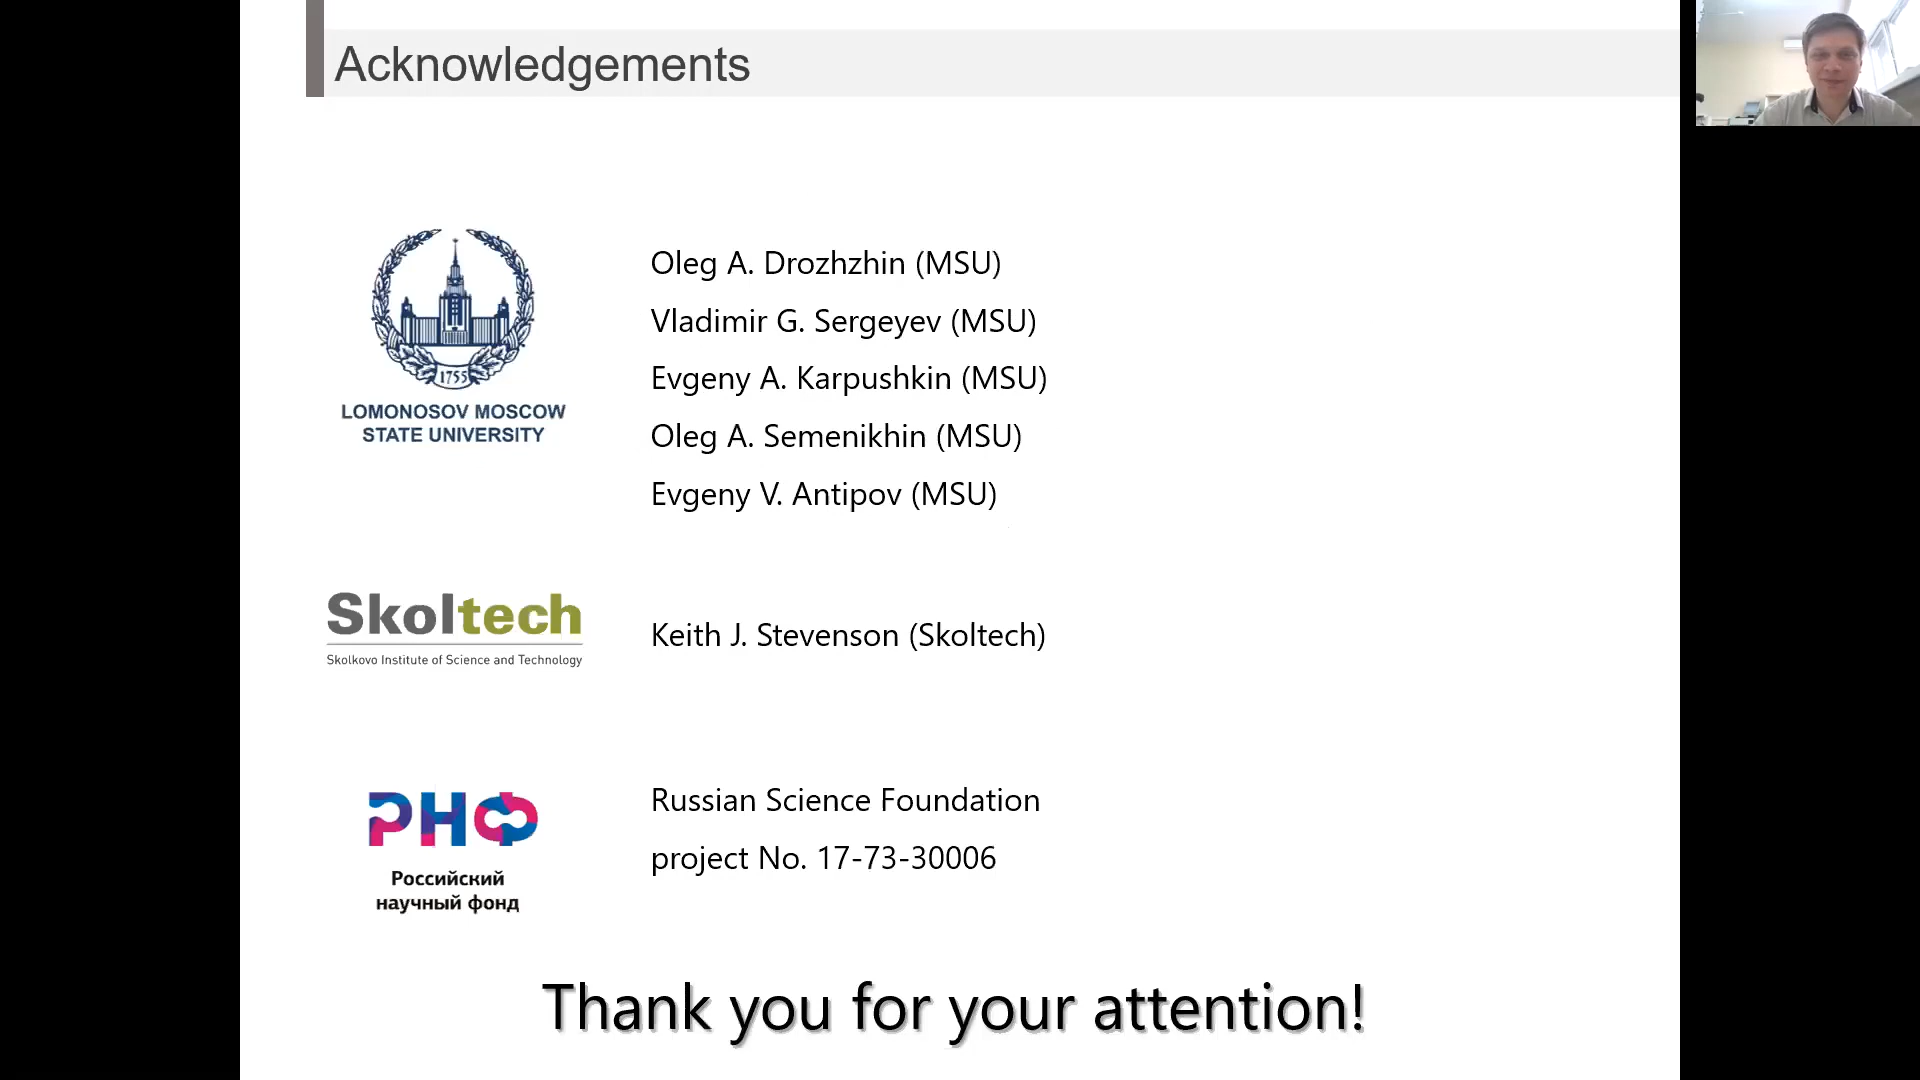 Acknowledgements
1755
LOMONOSOV MOSCOW
STATE UNIVERSITY
Oleg A. Drozhzhin (MSU)
Vladimir G. Sergeyev (MSU)
Evgeny A. Karpushkin (MSU)
Oleg A. Semenikhin (MSU)
Evgeny V. Antipov (MSU)
Skoltech
Skolkovo Institute of Science and Technology
Keith J. Stevenson (Skoltech)
РНФ
Российский
научный фонд
Russian Science Foundation
project No. 17-73-30006
Thank you for your attention!